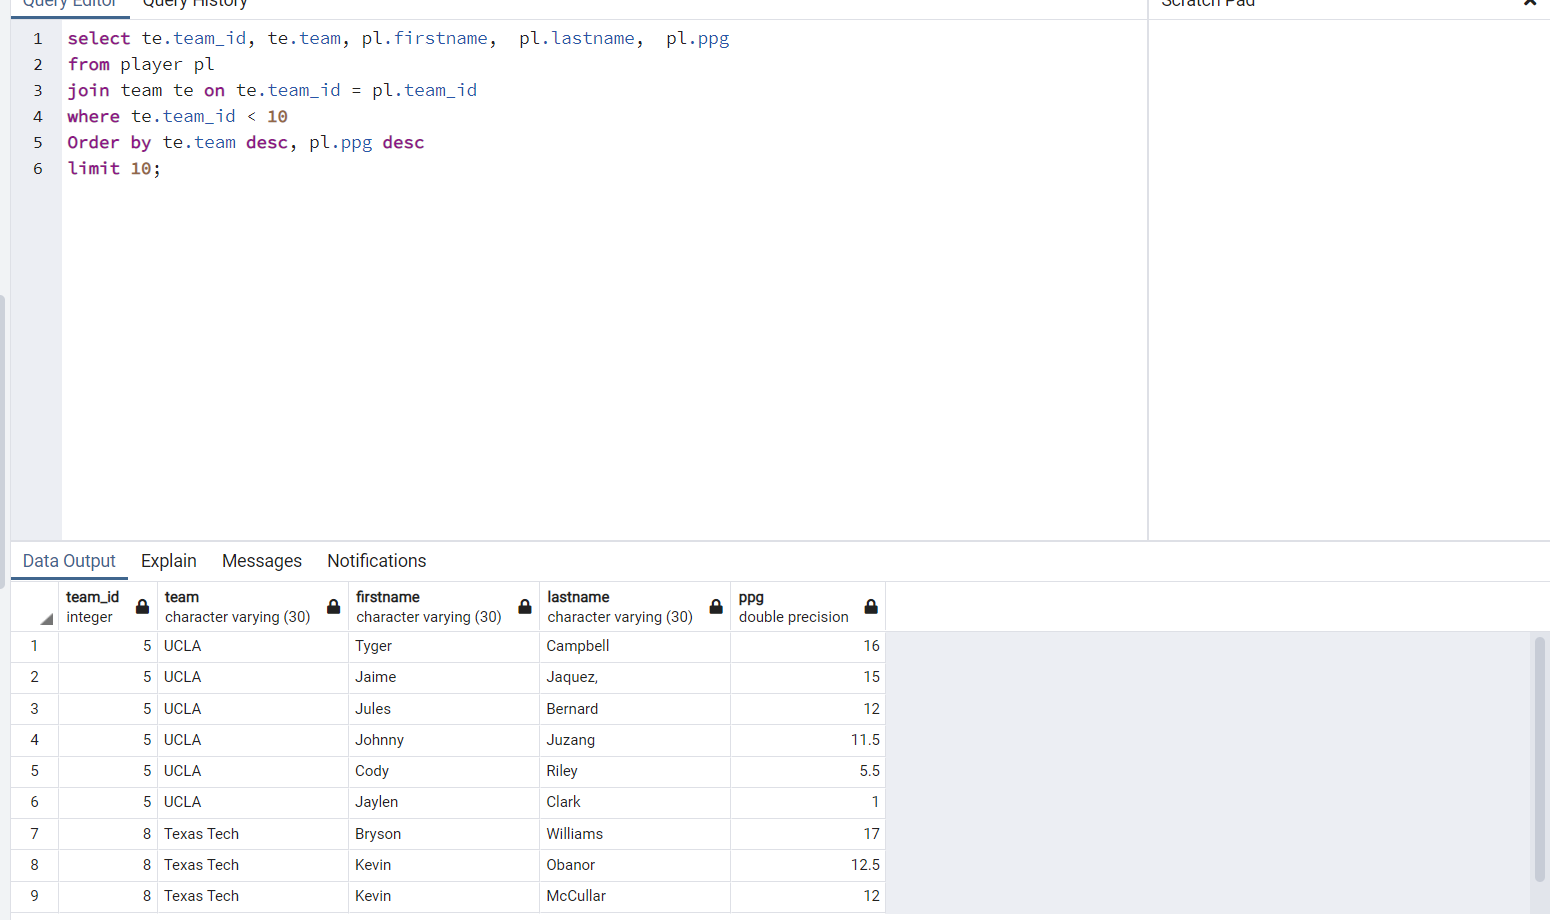 Query Editor Query History Scratch Pad
1 select te.team_id, te.team, pl.firstname,  pl.lastname,  pl.ppg
2 from player pl
3 join team te on te.team_id = pl.team_id
4 where te.team_id < 10
5 Order by te.team desc, pl.ppg desc
6 limit 10;
Data Output Explain Messages Notifications
team_id team firstname lastname ppg
integer character varying (30) character varying (30) character varying (30) double precision
1 5 UCLA Tyger Campbell 16
2 5 UCLA Jaime Jaquez, 15
3 5 UCLA Jules Bernard 12
4 5 UCLA Johnny Juzang 11.5
5 5 UCLA Cody Riley 5.5
6 5 UCLA Jaylen Clark 1
7 8 Texas Tech Bryson Williams 17
8 8 Texas Tech Kevin Obanor 12.5
9 8 Texas Tech Kevin McCullar 12